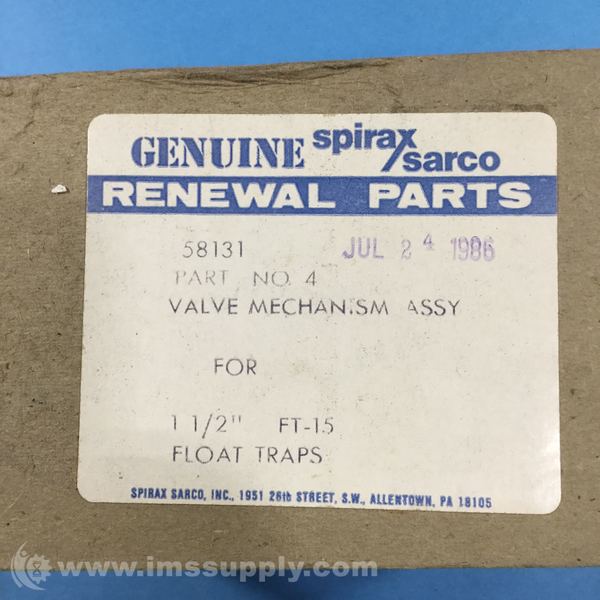 GENUINE spirax/sarco
RENEWAL PARTS
58131 JUL 24 1986
PART NO. 4
VALVE MECHANISM ASSY
FOR
1 1/2" FT-15
FLOAT TRAPS
SPIRAX SARCO, INC., 1951 26th STREET, S.W., ALLENTOWN, PA 18105
www.imssupply.com/